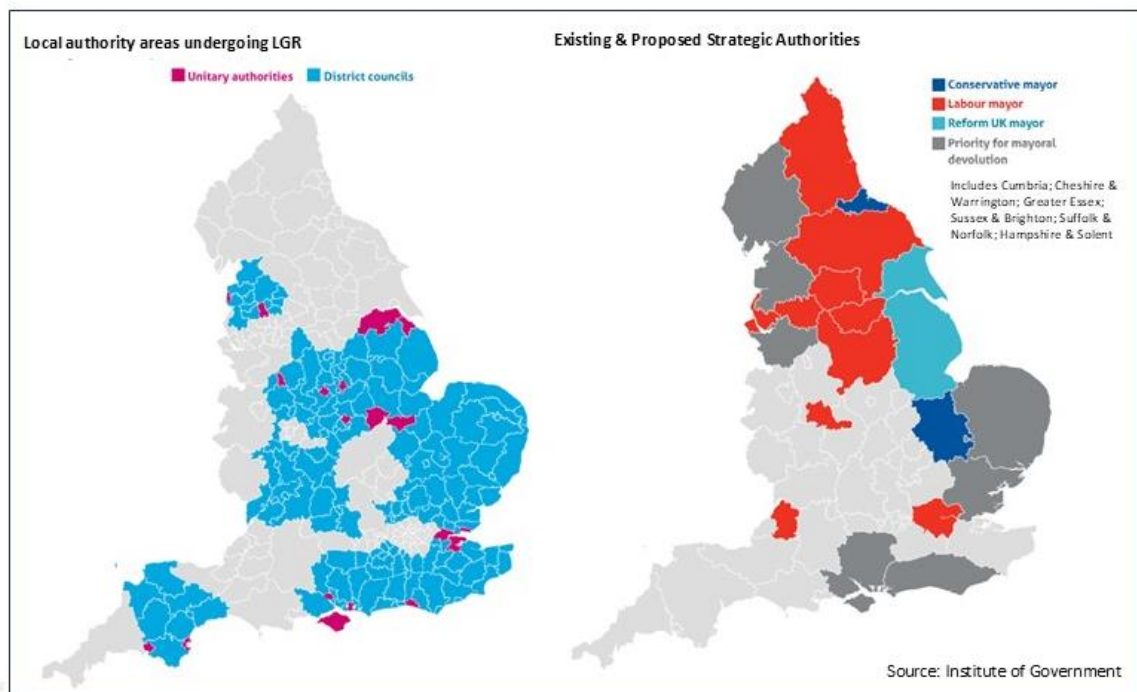 Local authority areas undergoing LGR
Unitary authorities
District councils
Existing & Proposed Strategic Authorities
Conservative mayor
Labour mayor
Reform UK mayor
Priority for mayoral
devolution
Includes Cumbria; Cheshire &
Warrington; Greater Essex;
Sussex & Brighton; Suffolk &
Norfolk; Hampshire & Solent
Source: Institute of Government